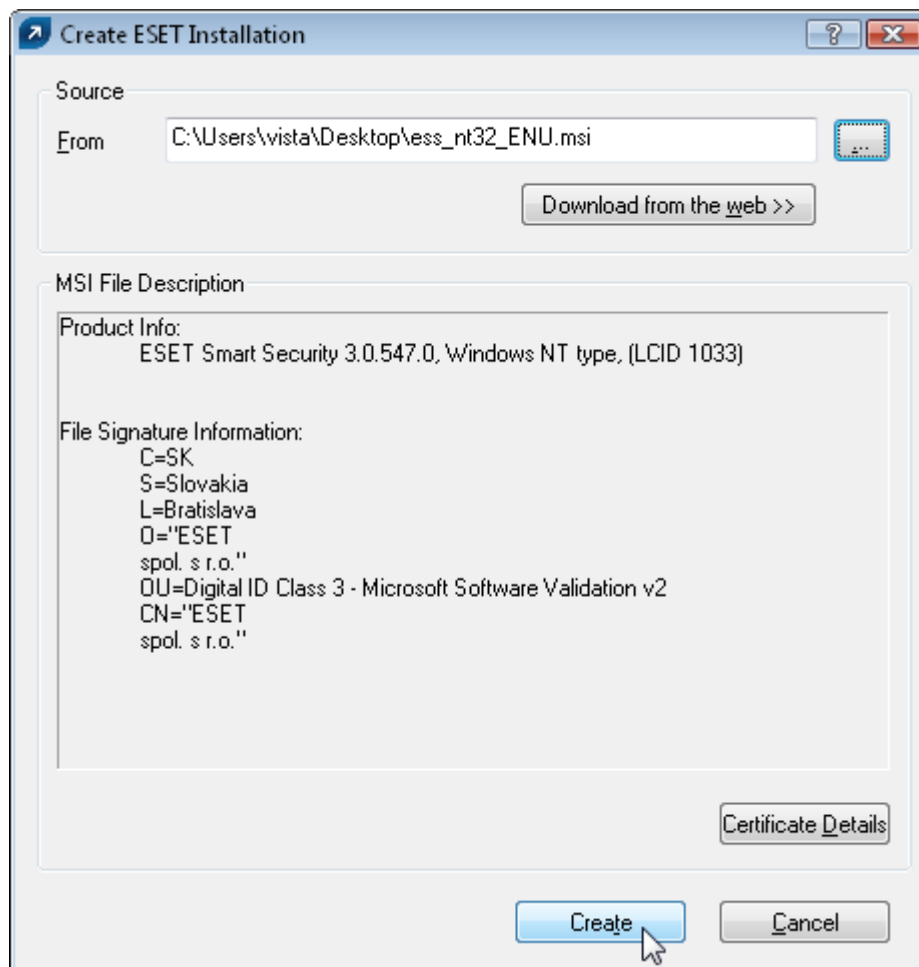 Create ESET Installation
Source
From
C:\Users\vista\Desktop\ess_nt32_ENU.msi
...
Download from the web >>
MSI File Description
Product Info:
ESET Smart Security 3.0.547.0, Windows NT type, (LCID 1033)
File Signature Information:
C=SK
S=Slovakia
L=Bratislava
O="ESET
spol. s r.o."
OU=Digital ID Class 3 - Microsoft Software Validation v2
CN="ESET
spol. s r.o."
Certificate Details
Create
Cancel